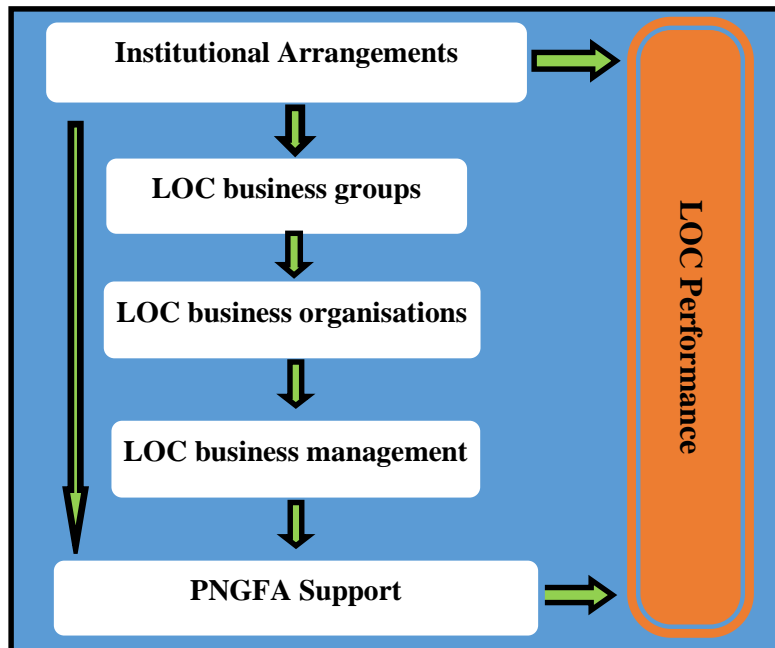 Institutional Arrangements
LOC business groups
LOC business organisations
LOC business management
PNGFA Support
LOC Performance